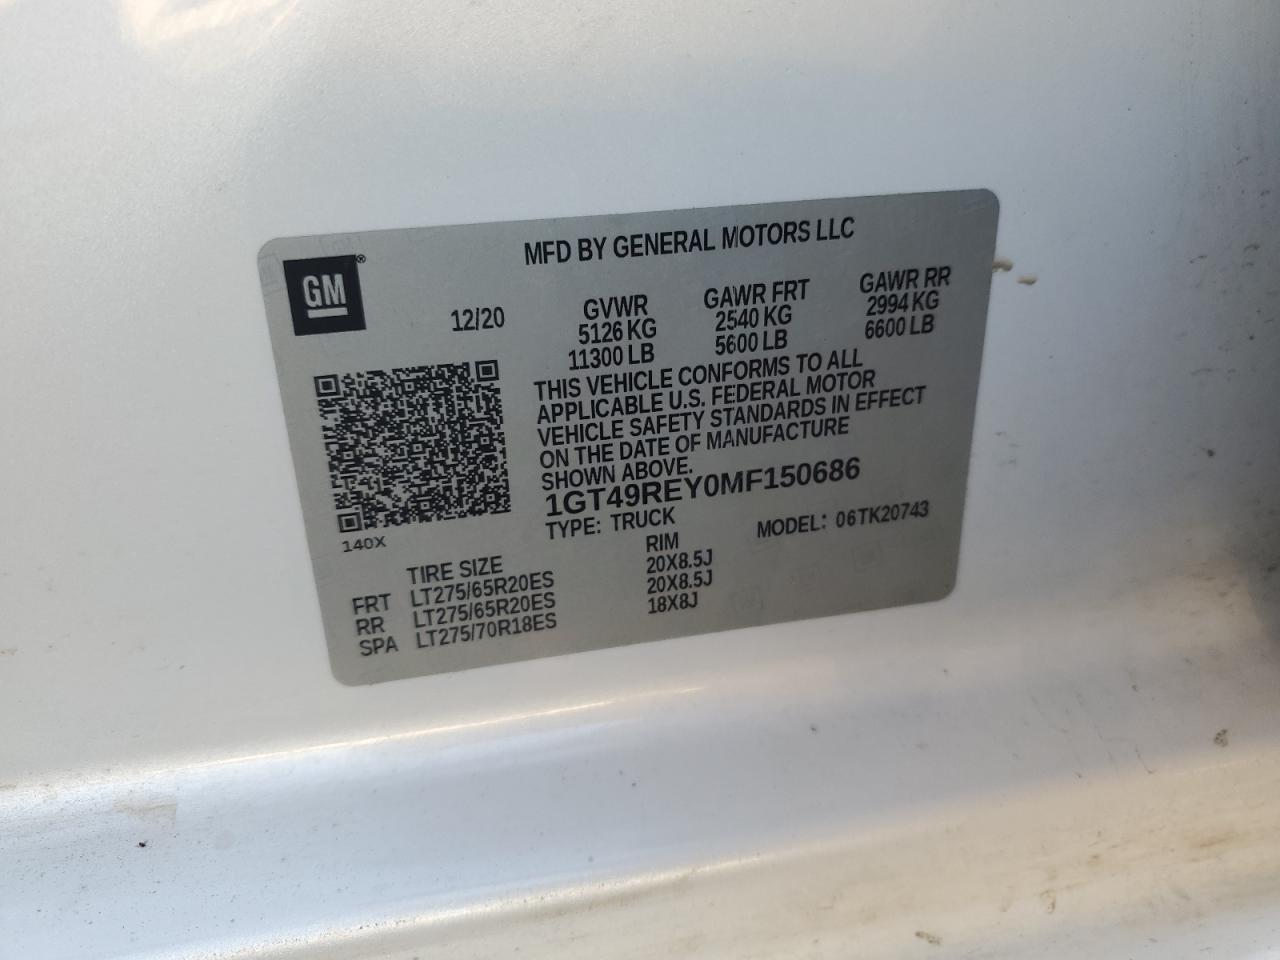 MFD BY GENERAL MOTORS LLC
GM®
12/20
GVWR GAWR FRT GAWR RR
5126 KG 2540 KG 2994 KG
11300 LB 5600 LB 6600 LB
THIS VEHICLE CONFORMS TO ALL
APPLICABLE U.S. FEDERAL MOTOR
VEHICLE SAFETY STANDARDS IN EFFECT
ON THE DATE OF MANUFACTURE
SHOWN ABOVE.
1GT49REY0MF150686
TYPE: TRUCK MODEL: 06TK20743
140X
TIRE SIZE RIM
FRT LT275/65R20ES 20X8.5J
RR LT275/65R20ES 20X8.5J
SPA LT275/70R18ES 18X8J